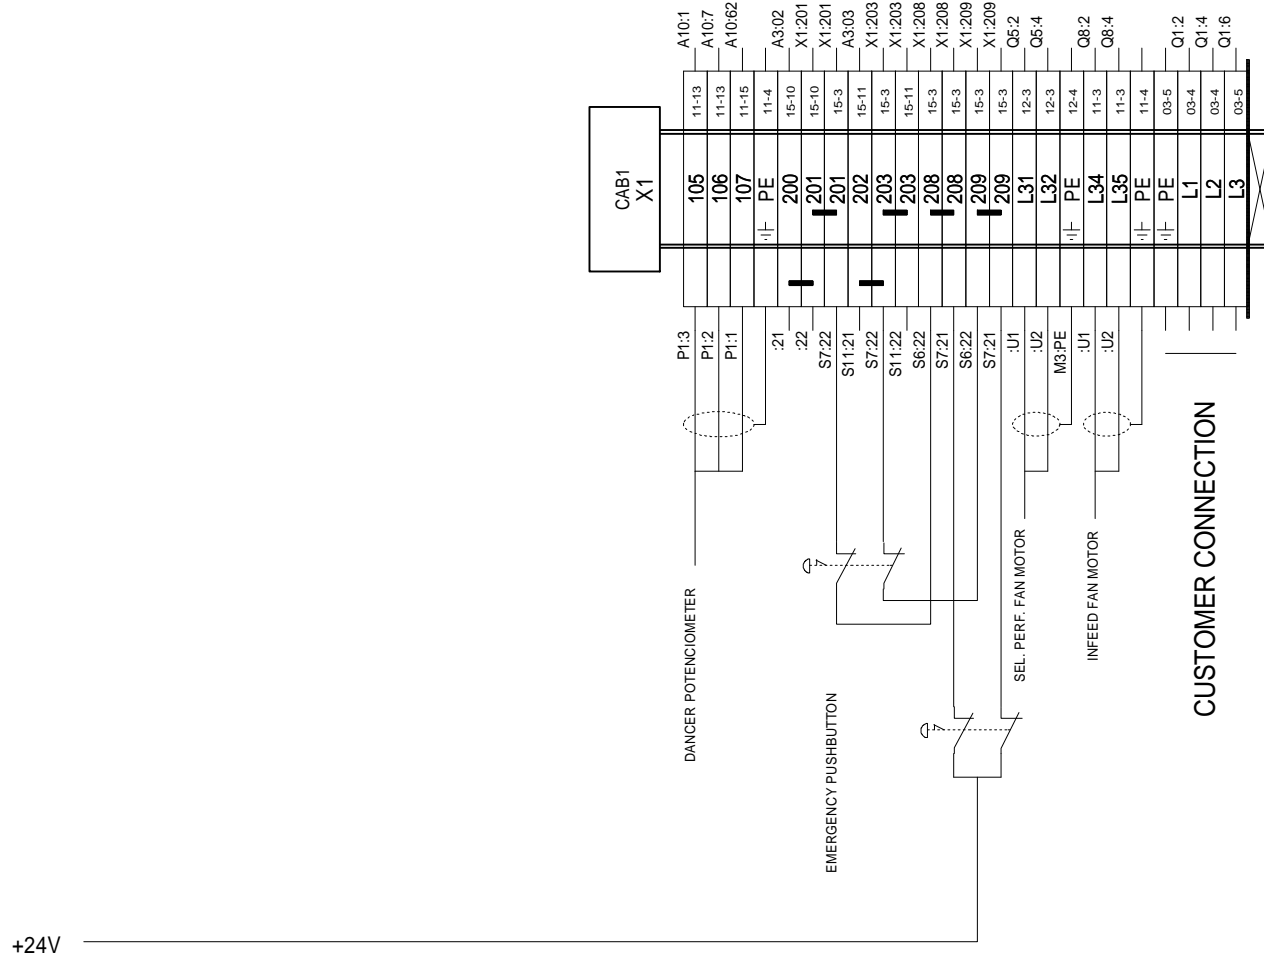 A10:1
A10:7
A10:62
A3:02
X1:201
X1:201
A3:03
X1:203
X1:203
X1:208
X1:208
X1:209
X1:209
Q5:2
Q5:4
Q8:2
Q8:4
Q1:2
Q1:4
Q1:6
11-13
11-13
11-15
11-4
15-10
15-10
15-3
15-11
15-3
15-11
15-3
15-3
15-3
15-3
12-3
12-3
12-4
11-3
11-3
11-4
03-5
03-4
03-4
03-5
CAB1
X1
105
106
107
PE
200
201
201
202
203
203
208
208
209
209
L31
L32
PE
L34
L35
PE
PE
L1
L2
L3
P1:3
P1:2
P1:1
:21
:22
S7:22
S11:21
S7:22
S11:22
S6:22
S7:21
S6:22
S7:21
:U1
:U2
M3:PE
:U1
:U2
DANCER POTENCIOMETER
EMERGENCY PUSHBUTTON
SEL. PERF. FAN MOTOR
INFEED FAN MOTOR
CUSTOMER CONNECTION
+24V